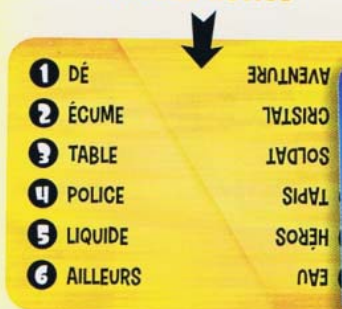 1 DÉ
2 ÉCUME
3 TABLE
4 POLICE
5 LIQUIDE
6 AILLEURS
AVENTURE
CRISTAL
SOLDAT
TAPIS
HÉROS
EAU